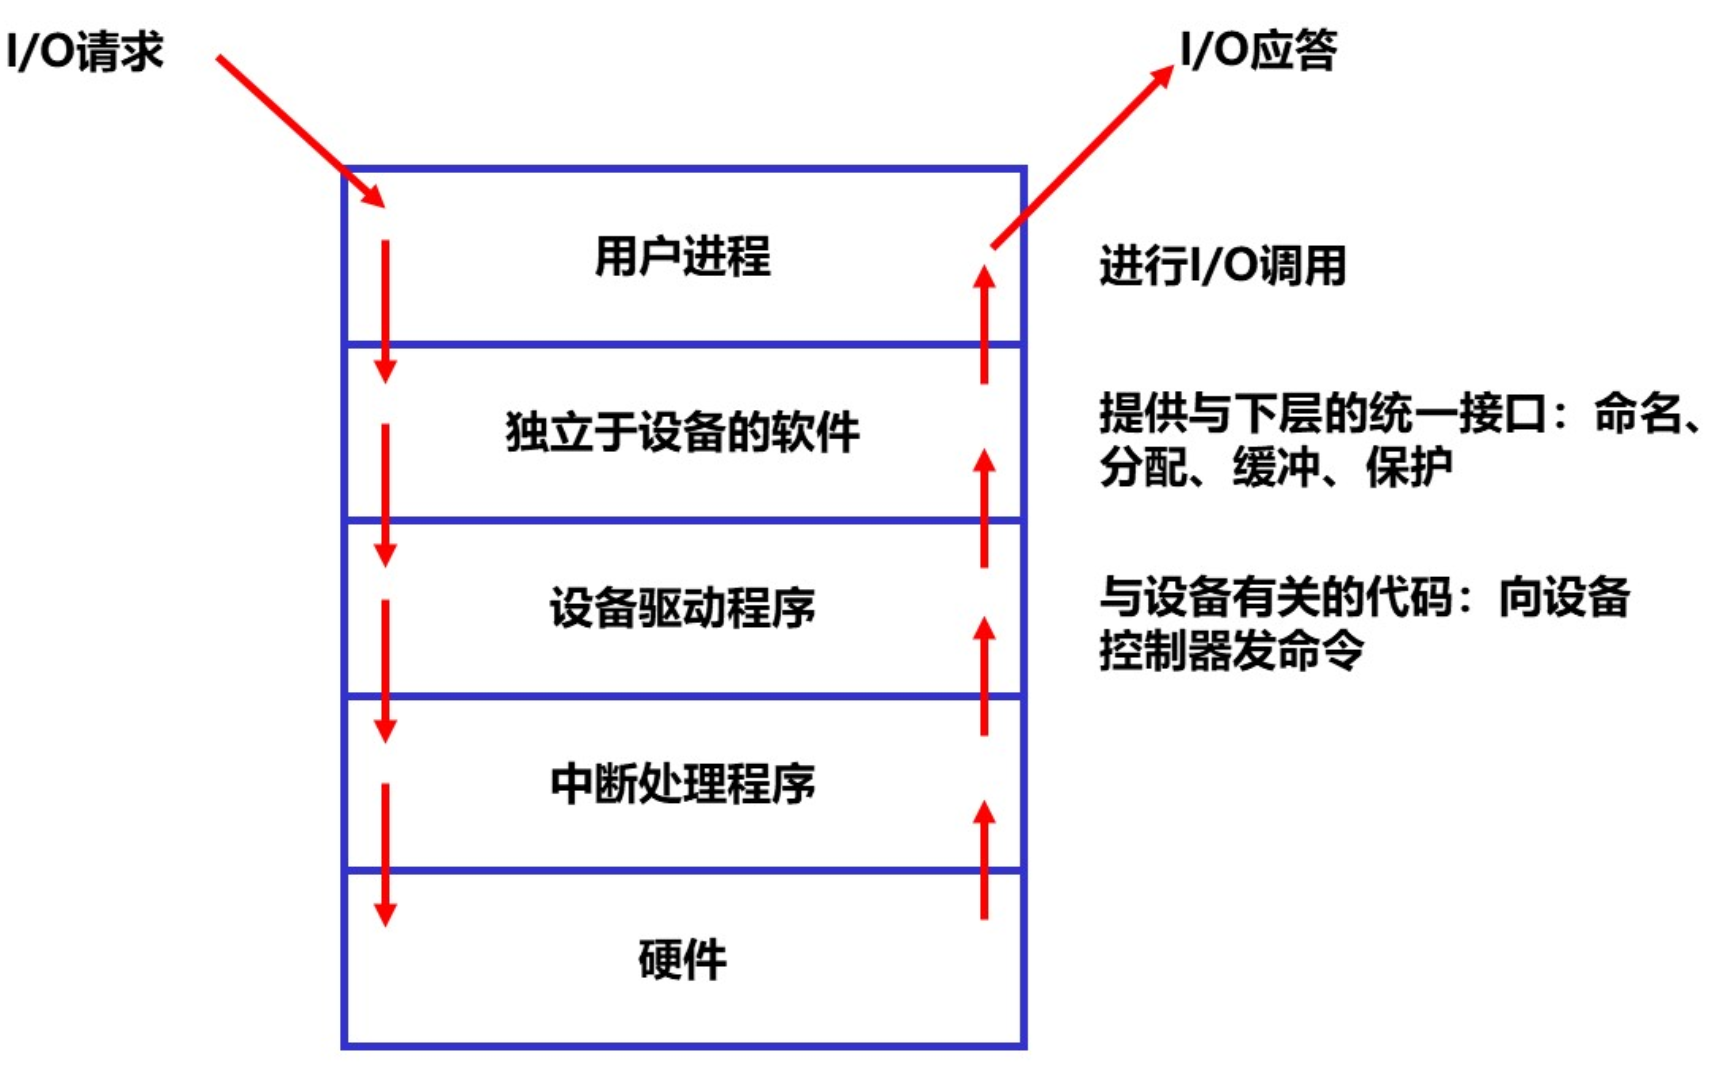 I/O请求
I/O应答
用户进程
进行I/O调用
独立于设备的软件
提供与下层的统一接口：命名、
分配、缓冲、保护
设备驱动程序
与设备有关的代码：向设备
控制器发命令
中断处理程序
硬件